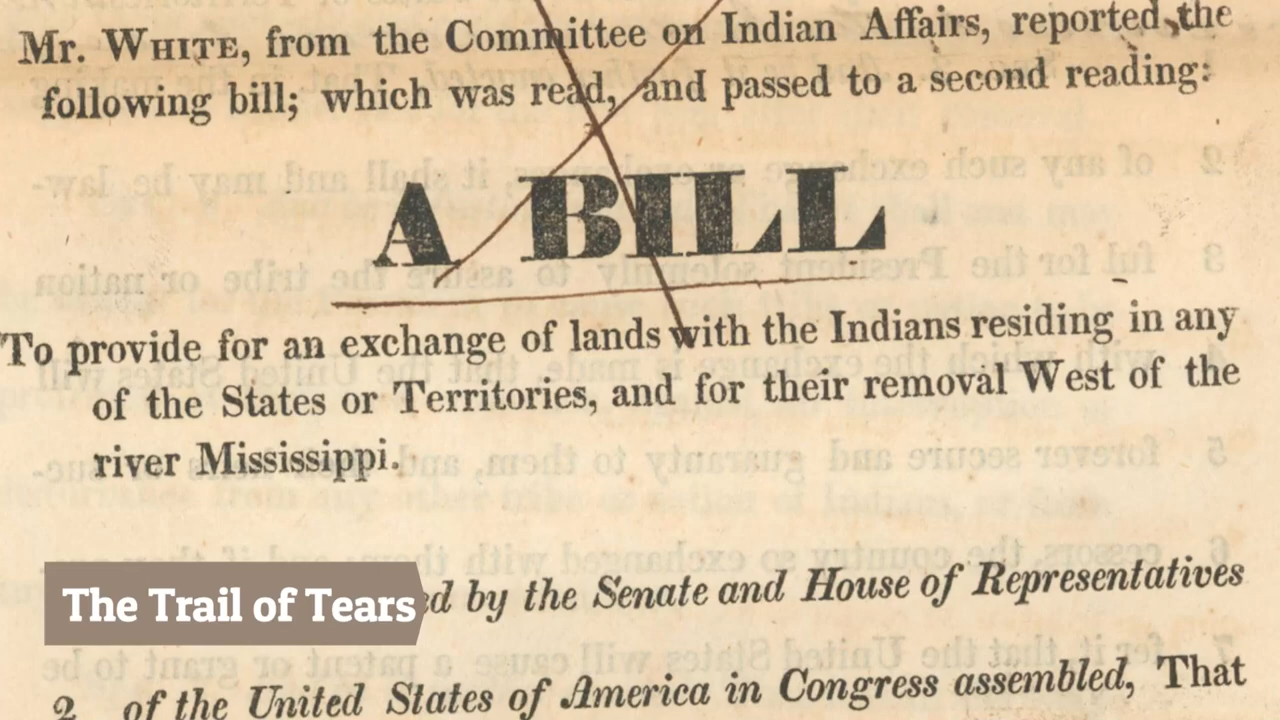 Mr. WHITE, from the Committee on Indian Affairs, reported the
following bill; which was read, and passed to a second reading:
A BILL
To provide for an exchange of lands with the Indians residing in any
of the States or Territories, and for their removal West of the
river Mississippi.
The Trail of Tears
by the Senate and House of Representatives
2 of the United States of America in Congress assembled, That